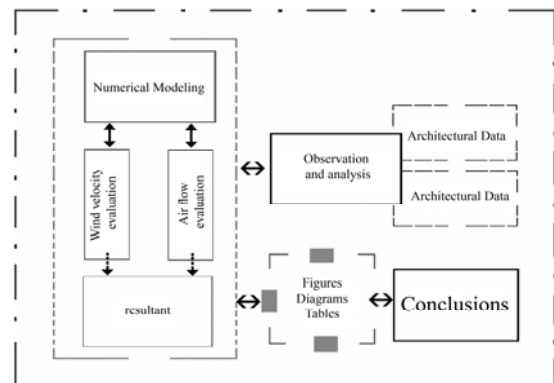 Numerical Modeling
Wind velocity
evaluation
Air flow
evaluation
resultant
Observation
and analysis
Architectural Data
Architectural Data
Figures
Diagrams
Tables
Conclusions